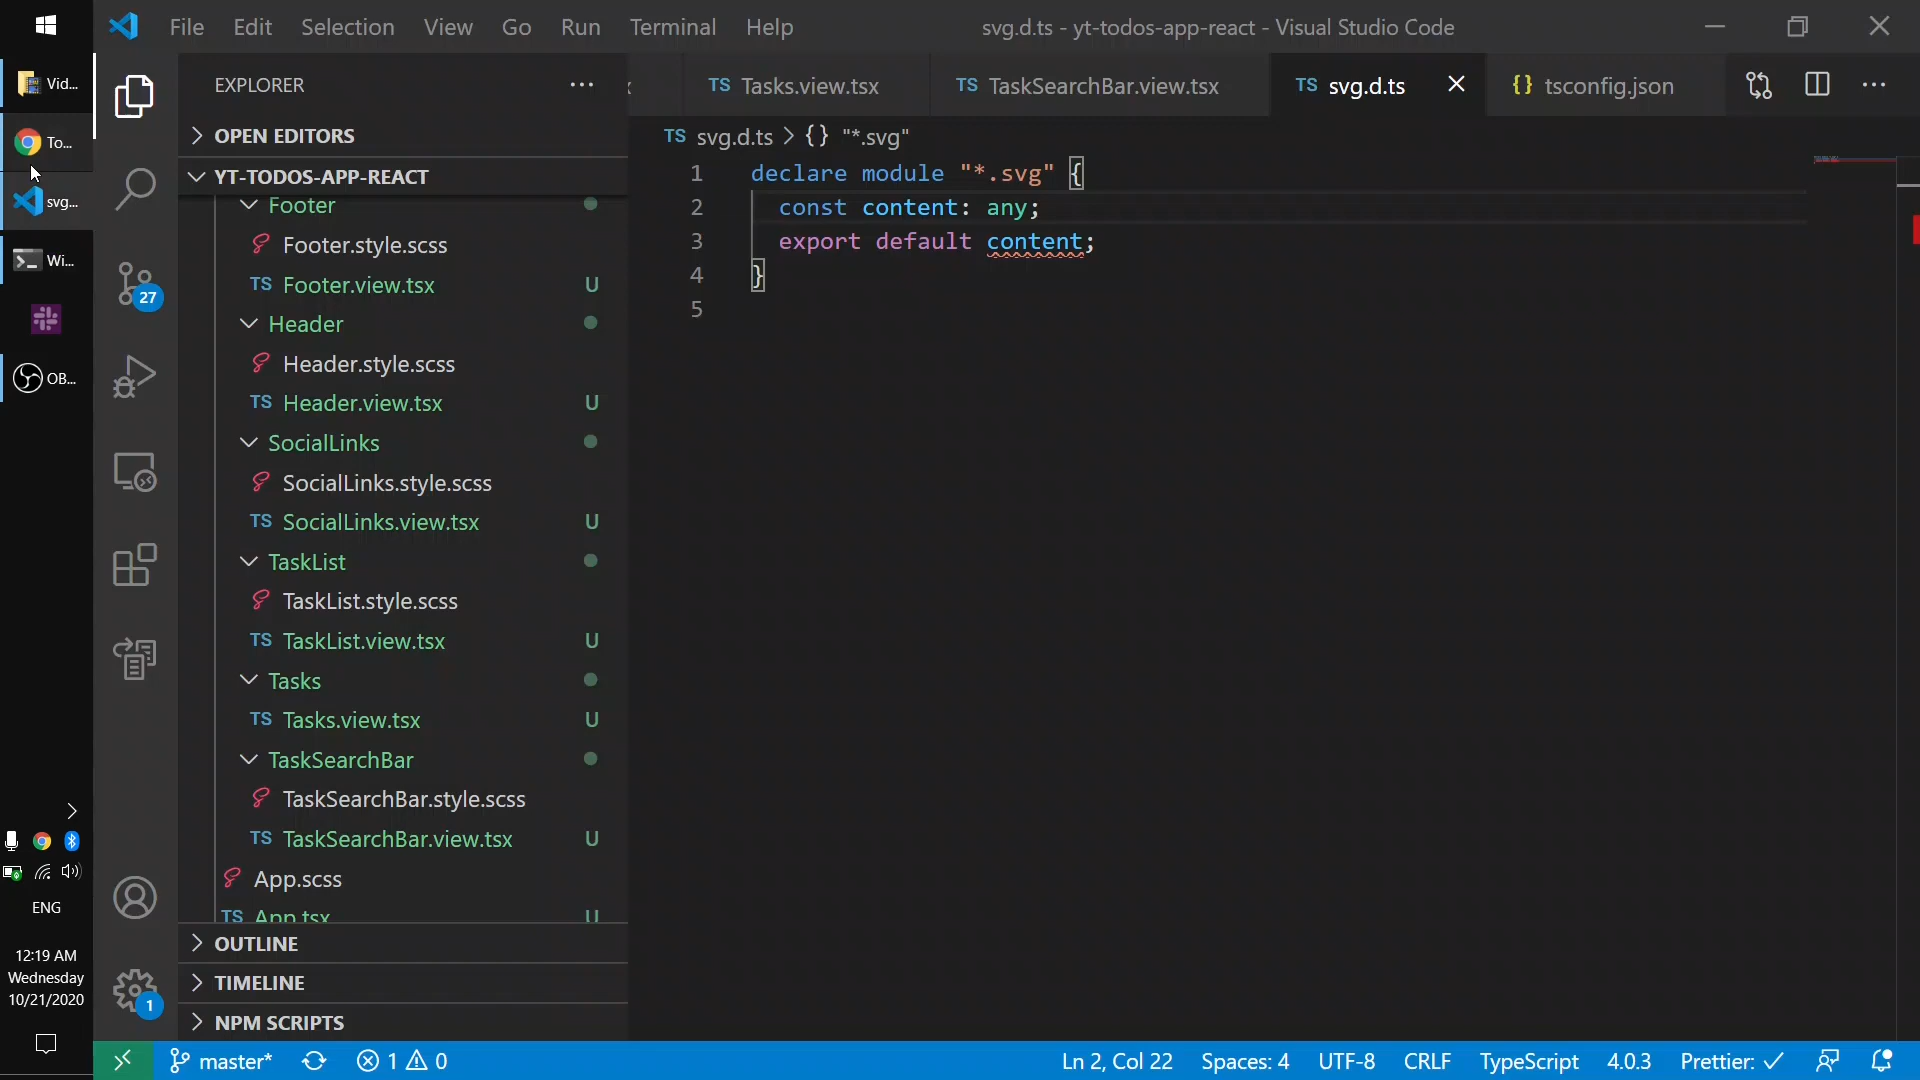 File Edit Selection View Go Run Terminal Help
svg.d.ts - yt-todos-app-react - Visual Studio Code
Vid...
To...
svg...
Wi...
OB...
ENG
12:19 AM
Wednesday
10/21/2020
27
1
EXPLORER
OPEN EDITORS
YT-TODOS-APP-REACT
Footer
Footer.style.scss
TS Footer.view.tsx U
Header
Header.style.scss
TS Header.view.tsx U
SocialLinks
SocialLinks.style.scss
TS SocialLinks.view.tsx U
TaskList
TaskList.style.scss
TS TaskList.view.tsx U
Tasks
TS Tasks.view.tsx U
TaskSearchBar
TaskSearchBar.style.scss
TS TaskSearchBar.view.tsx U
App.scss
TS App.tsx U
OUTLINE
TIMELINE
NPM SCRIPTS
TS Tasks.view.tsx TS TaskSearchBar.view.tsx TS svg.d.ts {} tsconfig.json
TS svg.d.ts > {} "*.svg"
1 declare module "*.svg" {
2 const content: any;
3 export default content;
4 }
5
master* 1 0 Ln 2, Col 22 Spaces: 4 UTF-8 CRLF TypeScript 4.0.3 Prettier: ✓